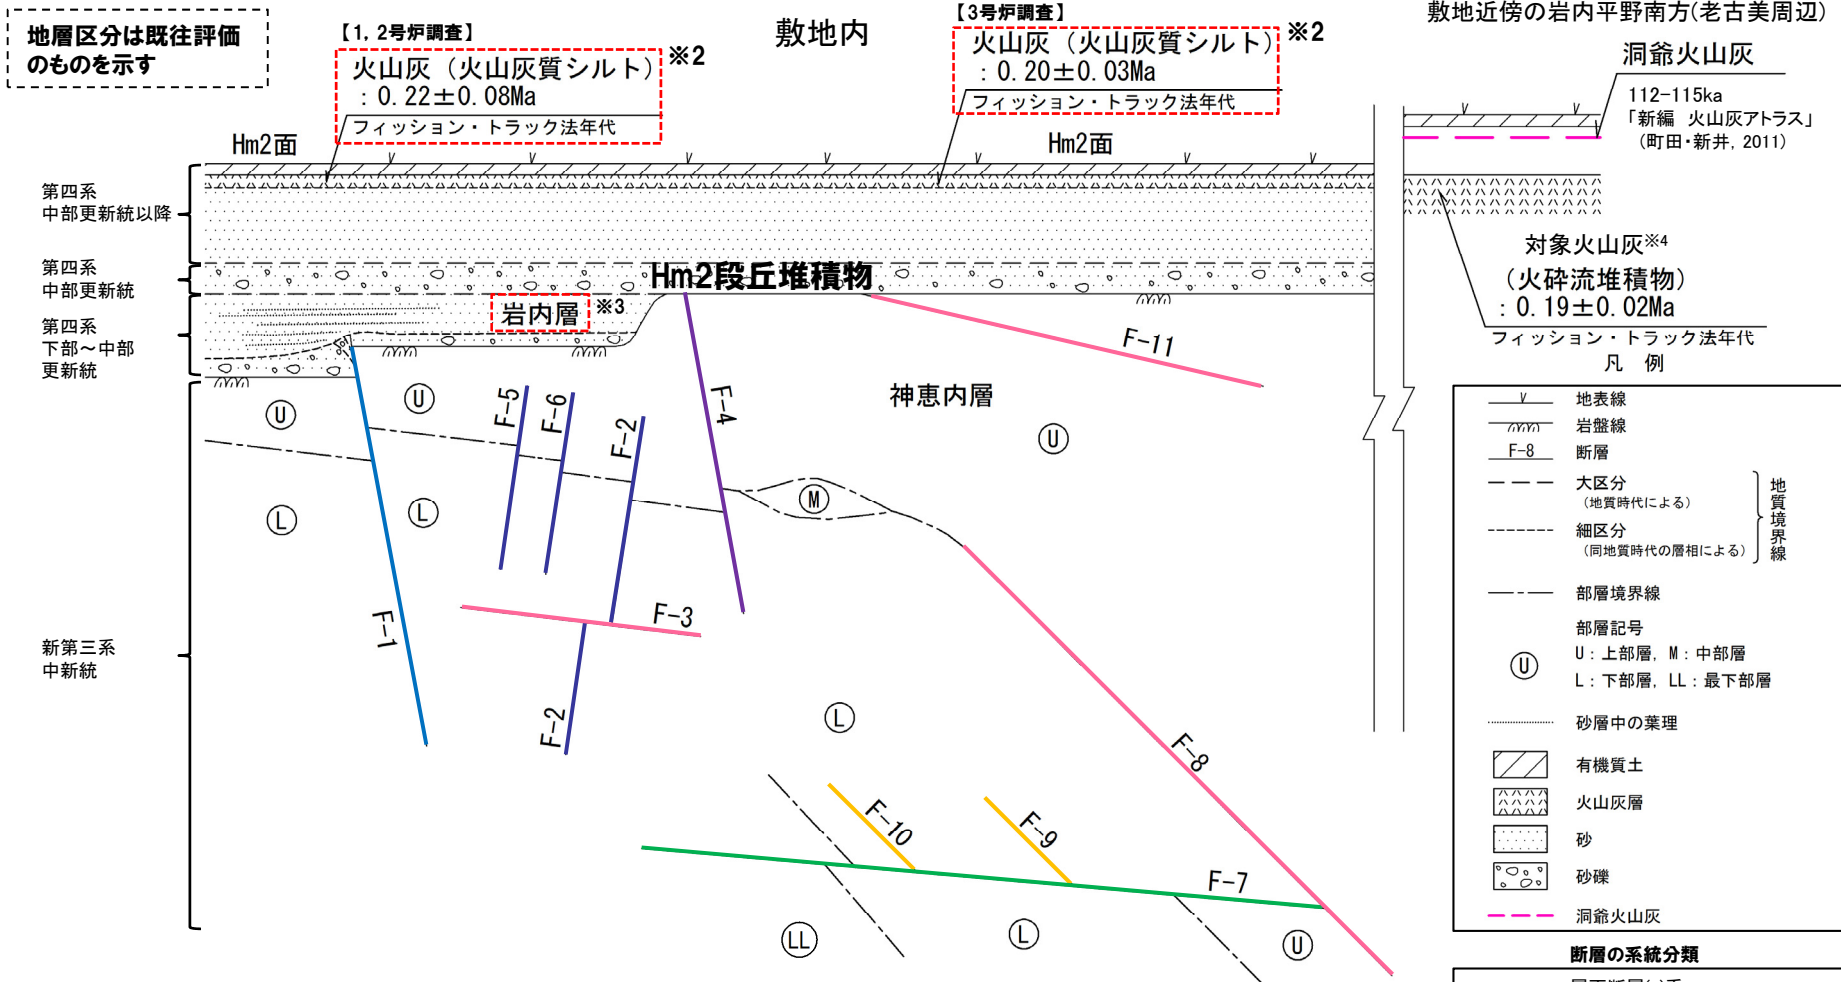 地層区分は既往評価
のものを示す
【1, 2号炉調査】
火山灰（火山灰質シルト）※2
：0.22±0.08Ma
フィッション・トラック法年代
敷地内
【3号炉調査】
火山灰（火山灰質シルト）※2
：0.20±0.03Ma
フィッション・トラック法年代
敷地近傍の岩内平野南方(老古美周辺)
洞爺火山灰
112-115ka
「新編 火山灰アトラス」
（町田・新井, 2011）
Hm2面
Hm2面
第四系
中部更新統以降
第四系
中部更新統
Hm2段丘堆積物
第四系
下部～中部
更新統
岩内層 ※3
対象火山灰※4
（火砕流堆積物）
：0.19±0.02Ma
フィッション・トラック法年代
F-11
神恵内層
U
U
F-5
F-6
F-2
F-4
U
M
L
L
F-1
F-3
新第三系
中新統
F-2
L
F-8
F-10
F-9
F-7
LL
L
U
凡 例
地表線
岩盤線
F-8 断層
大区分
（地質時代による）
細区分
（同地質時代の層相による）
地質境界線
部層境界線
部層記号
U U：上部層, M：中部層
L：下部層, LL：最下部層
砂層中の葉理
有機質土
火山灰層
砂
砂礫
洞爺火山灰
断層の系統分類